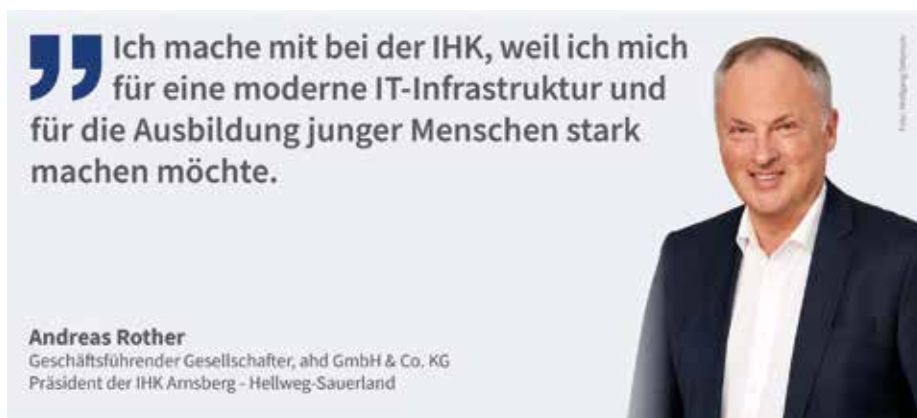 Ich mache mit bei der IHK, weil ich mich
für eine moderne IT-Infrastruktur und
für die Ausbildung junger Menschen stark
machen möchte.
Andreas Rother
Geschäftsführender Gesellschafter, ahd GmbH & Co. KG
Präsident der IHK Arnsberg - Hellweg-Sauerland